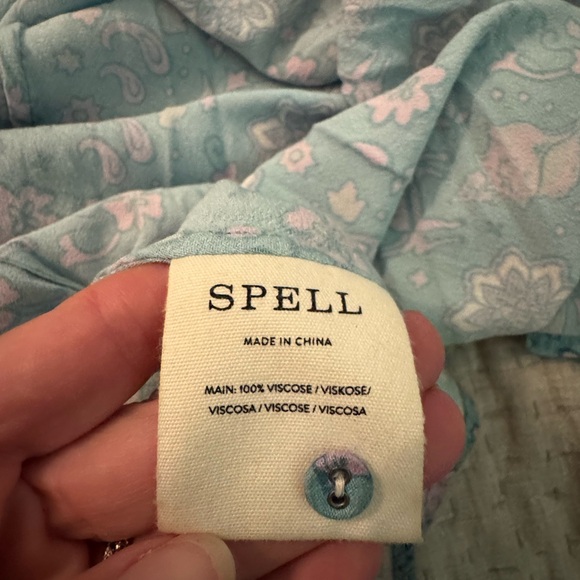 SPELL
MADE IN CHINA
MAIN: 100% VISCOSE / VISKOSE/
VISCOSA / VISCOSE / VISCOSA